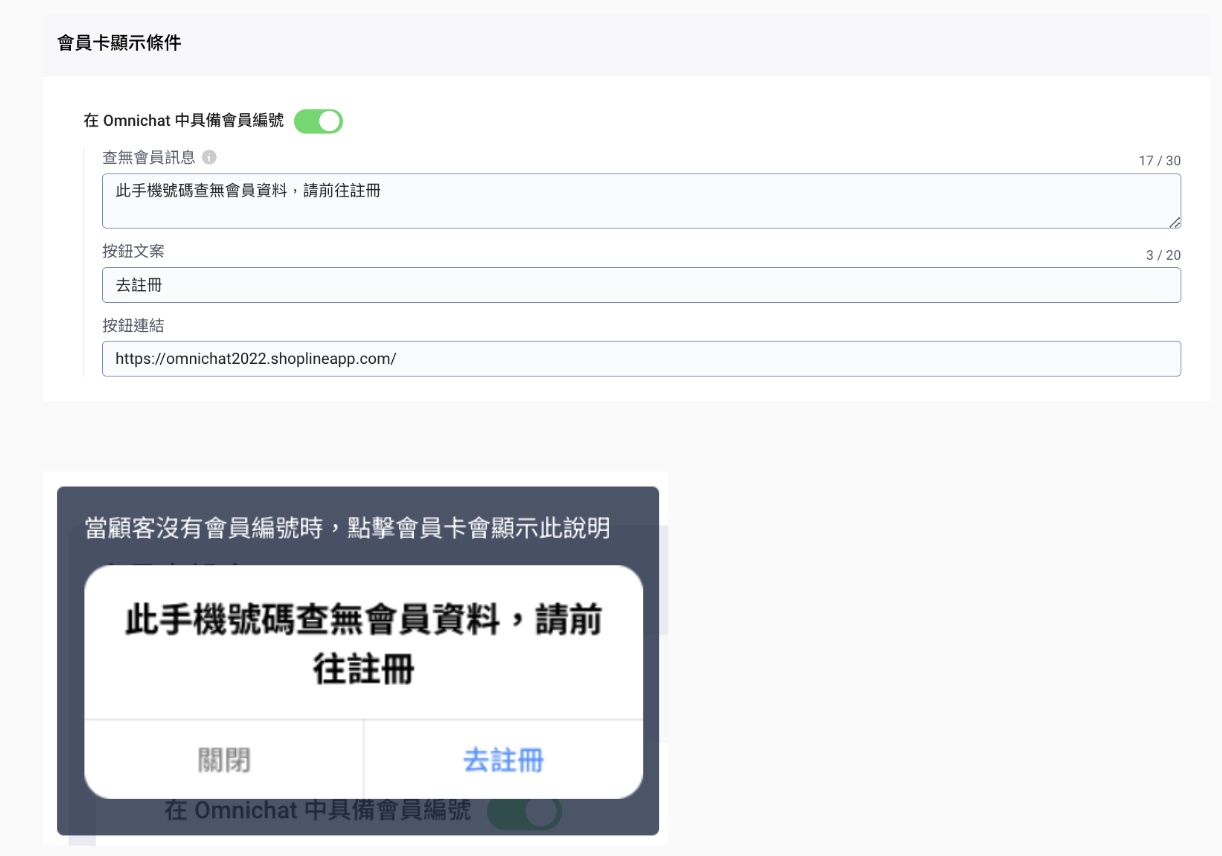 會員卡顯示條件
在 Omnichat 中具備會員編號
查無會員訊息
17 / 30
此手機號碼查無會員資料，請前往註冊
按鈕文案
3 / 20
去註冊
按鈕連結
https://omnichat2022.shoplineapp.com/
當顧客沒有會員編號時，點擊會員卡會顯示此說明
此手機號碼查無會員資料，請前
往註冊
關閉
去註冊
在 Omnichat 中具備會員編號